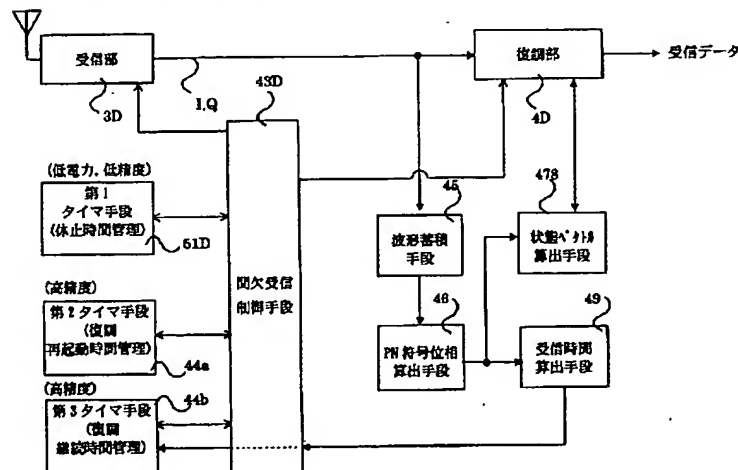 受信部
3D
I,Q
復調部
4D
受信データ
43D
(低電力、低精度)
第1
タイマ手段
(休止時間管理)
51D
間欠受信
制御手段
45
波形蓄積
手段
478
状態ベクトル
算出手段
(高精度)
第2タイマ手段
(復調
再起動時間管理)
44a
46
PN符号位相
算出手段
49
受信時間
算出手段
(高精度)
44b
第3タイマ手段
(復調
継続時間管理)